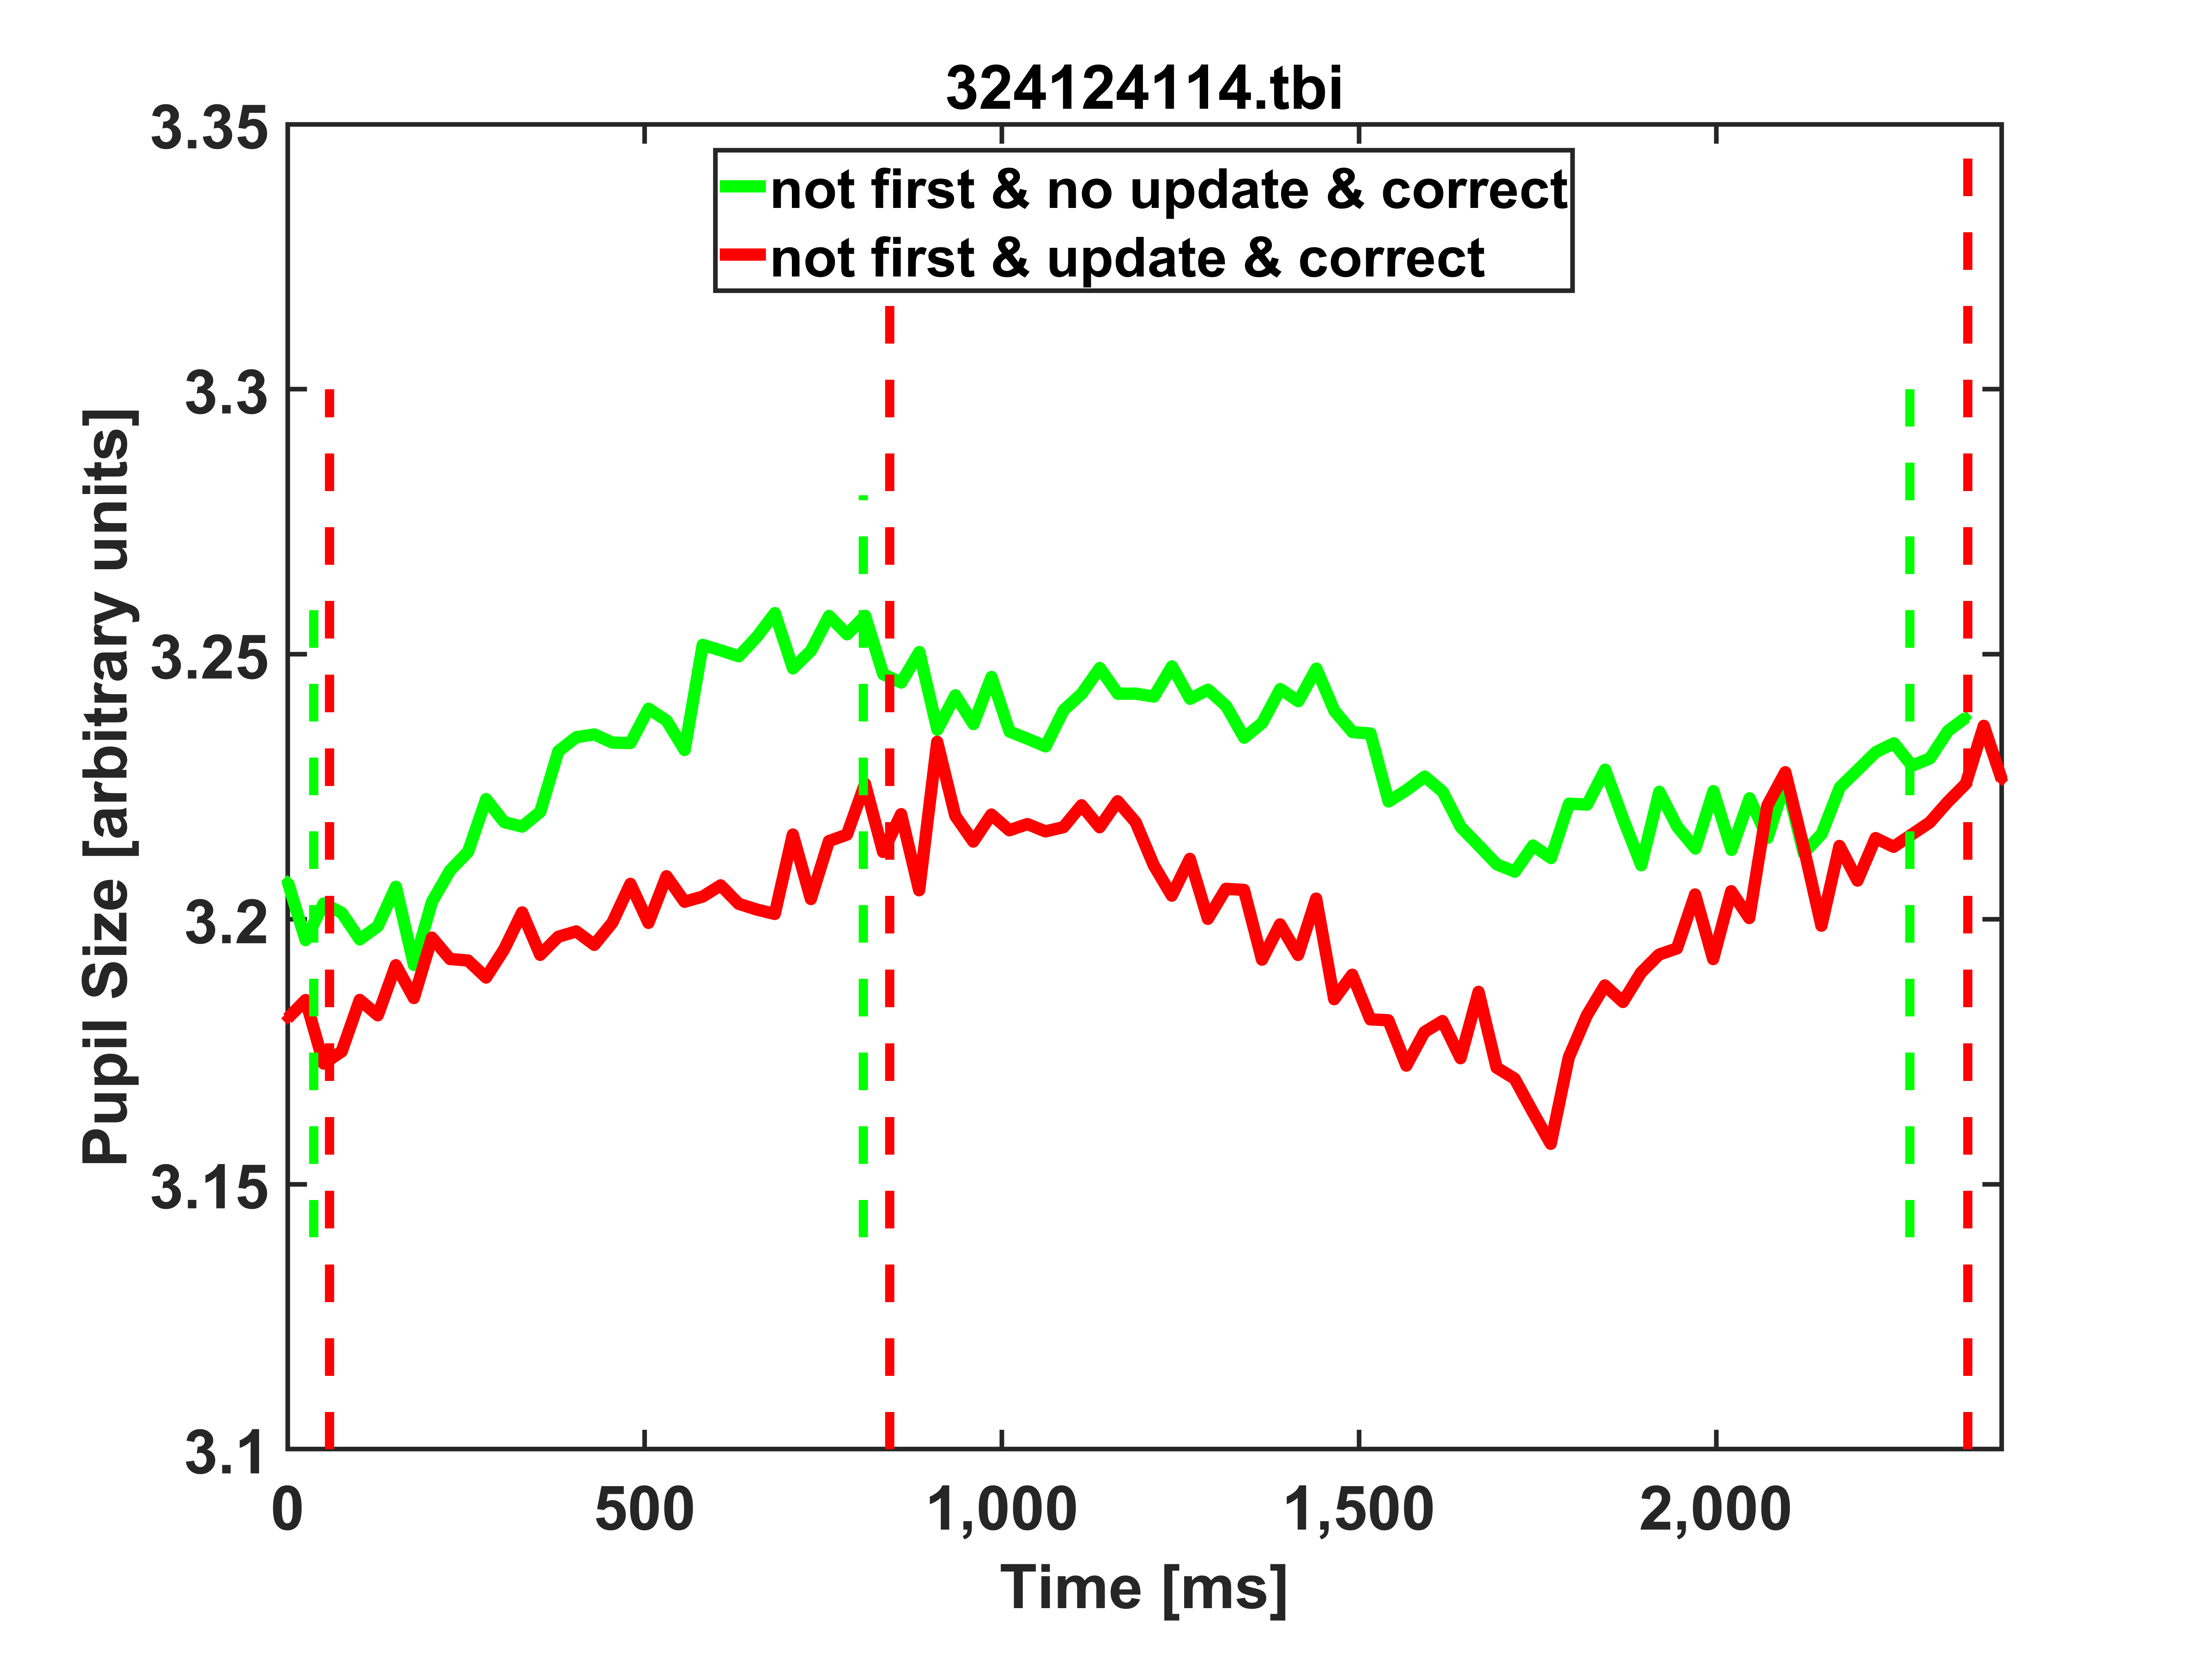 324124114.tbi
not first & no update & correct
not first & update & correct
Pupil Size [arbitrary units]
3.35
3.3
3.25
3.2
3.15
3.1
0 500 1,000 1,500 2,000
Time [ms]